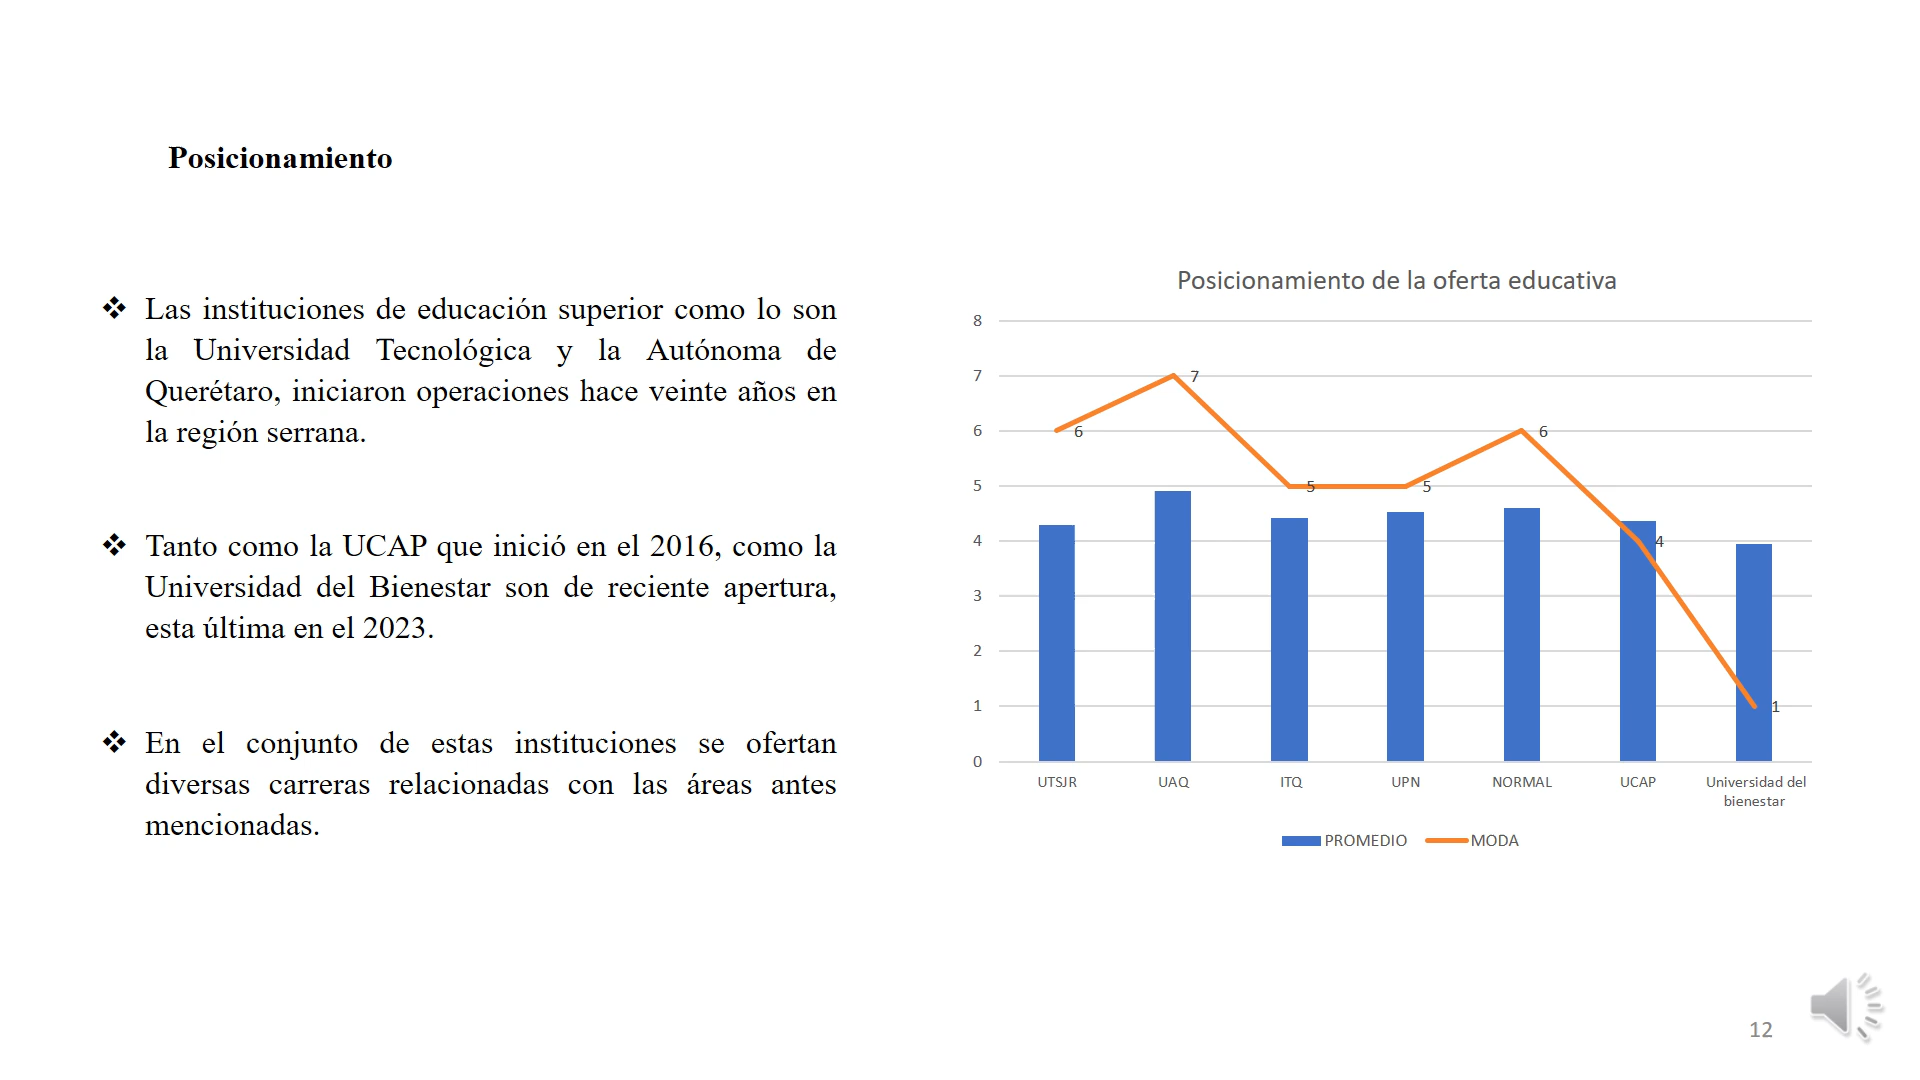 Posicionamiento
❖ Las instituciones de educación superior como lo son
la Universidad Tecnológica y la Autónoma de
Querétaro, iniciaron operaciones hace veinte años en
la región serrana.
❖ Tanto como la UCAP que inició en el 2016, como la
Universidad del Bienestar son de reciente apertura,
esta última en el 2023.
❖ En el conjunto de estas instituciones se ofertan
diversas carreras relacionadas con las áreas antes
mencionadas.
Posicionamiento de la oferta educativa
8
7
6
5
4
3
2
1
0
6
7
5
5
6
4
1
UTSJR
UAQ
ITQ
UPN
NORMAL
UCAP
Universidad del
bienestar
PROMEDIO
MODA
12